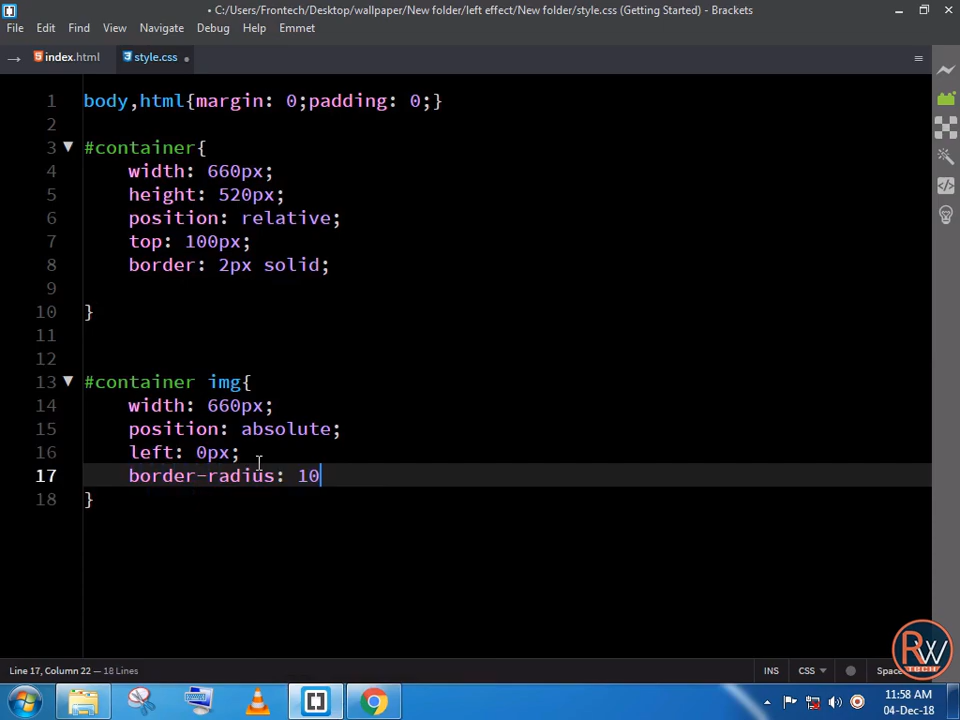 • C:/Users/Frontech/Desktop/wallpaper/New folder/left effect/New folder/style.css (Getting Started) - Brackets
File Edit Find View Navigate Debug Help Emmet
index.html style.css
1 body,html{margin: 0;padding: 0;}
2
3 #container{
4 width: 660px;
5 height: 520px;
6 position: relative;
7 top: 100px;
8 border: 2px solid;
9
10 }
11
12
13 #container img{
14 width: 660px;
15 position: absolute;
16 left: 0px;
17 border-radius: 10
18 }
Line 17, Column 22 — 18 Lines INS CSS Spac
RW
11:58 AM
04-Dec-18